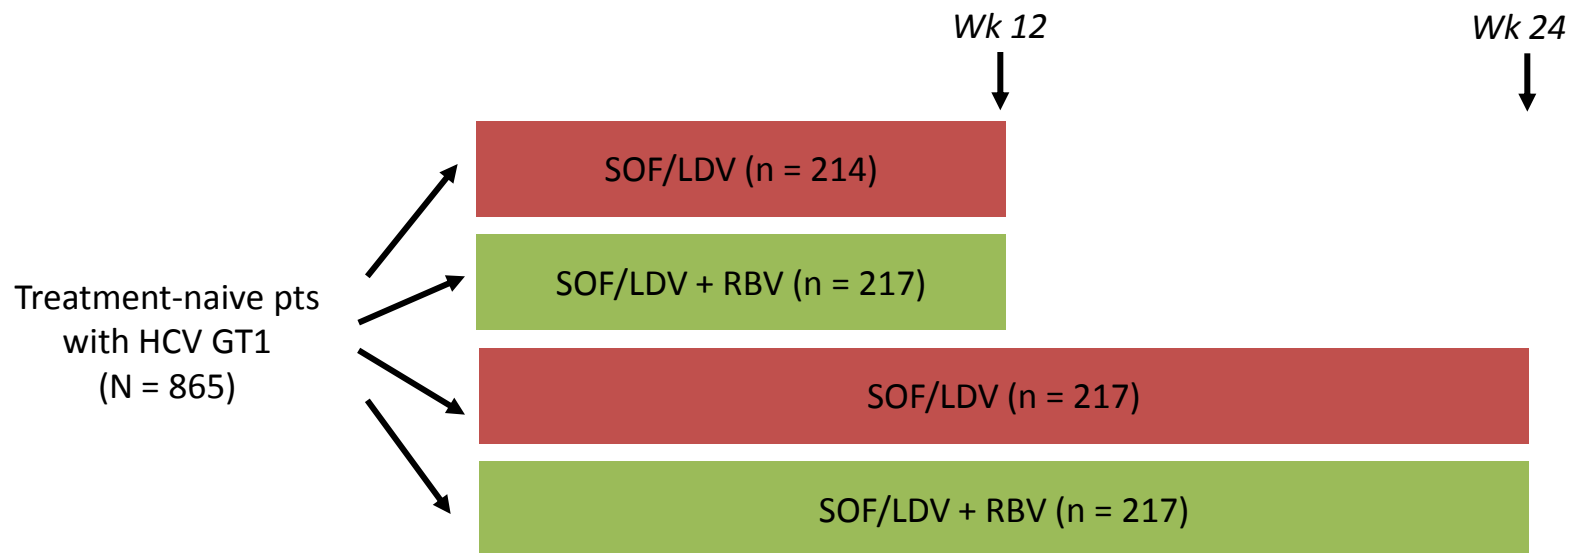 Wk 12
Wk 24
SOF/LDV (n = 214)
SOF/LDV + RBV (n = 217)
Treatment-naive pts
with HCV GT1
(N = 865)
SOF/LDV (n = 217)
SOF/LDV + RBV (n = 217)